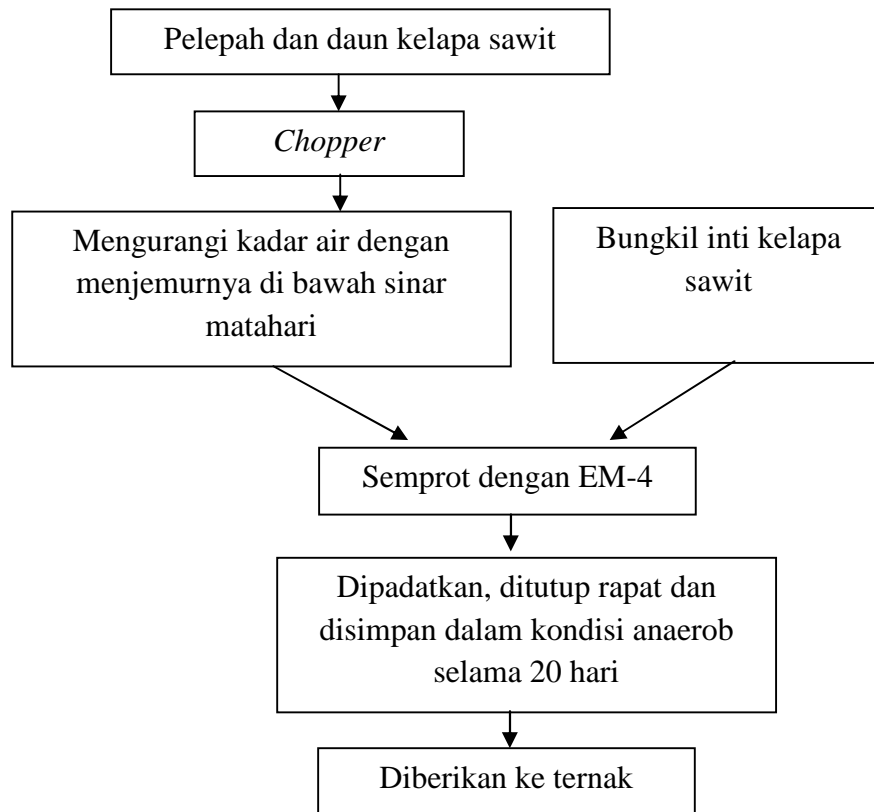 Pelepah dan daun kelapa sawit
Chopper
Mengurangi kadar air dengan
menjemurnya di bawah sinar
matahari
Bungkil inti kelapa
sawit
Semprot dengan EM-4
Dipadatkan, ditutup rapat dan
disimpan dalam kondisi anaerob
selama 20 hari
Diberikan ke ternak